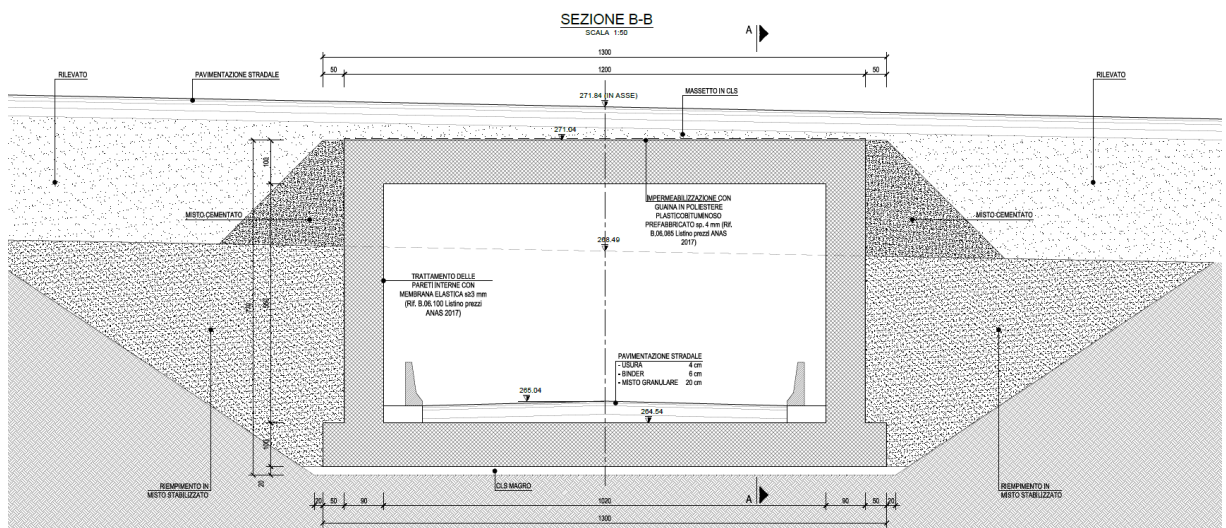 SEZIONE B-B
SCALA 1:50
A
1300
50
1200
50
RILEVATO
PAVIMENTAZIONE STRADALE
271.84 (IN ASSE)
MASSETTO IN CLS
RILEVATO
271.04
100
IMPERMEABILIZZAZIONE CON
GUAINA IN POLIESTERE
PLASTICOBITUMINOSO
PREFABBRICATO sp. 4 mm (Rif.
B.06.085 Listino prezzi ANAS
2017)
MISTO CEMENTATO
MISTO CEMENTATO
268.49
TRATTAMENTO DELLE
PARETI INTERNE CON
MEMBRANA ELASTICA s≥3 mm
(Rif. B.06.100 Listino prezzi
ANAS 2017)
PAVIMENTAZIONE STRADALE
- USURA 4 cm
- BINDER 6 cm
- MISTO GRANULARE 20 cm
265.04
264.54
100
20
RIEMPIMENTO IN
MISTO STABILIZZATO
CLS MAGRO
A
RIEMPIMENTO IN
MISTO STABILIZZATO
20
50
90
1020
90
50
20
1300